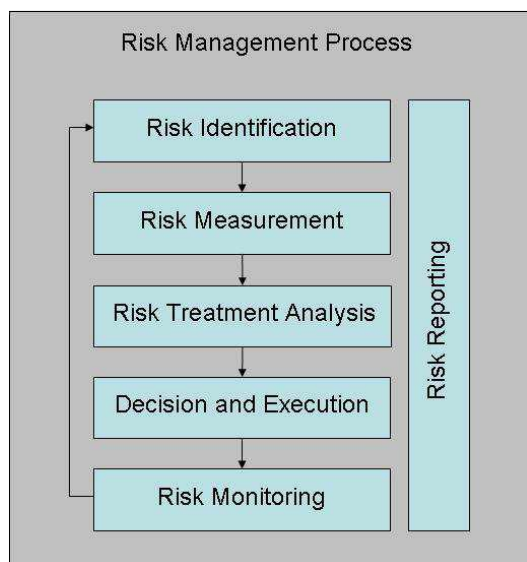 Risk Management Process
Risk Identification
Risk Measurement
Risk Treatment Analysis
Decision and Execution
Risk Monitoring
Risk Reporting